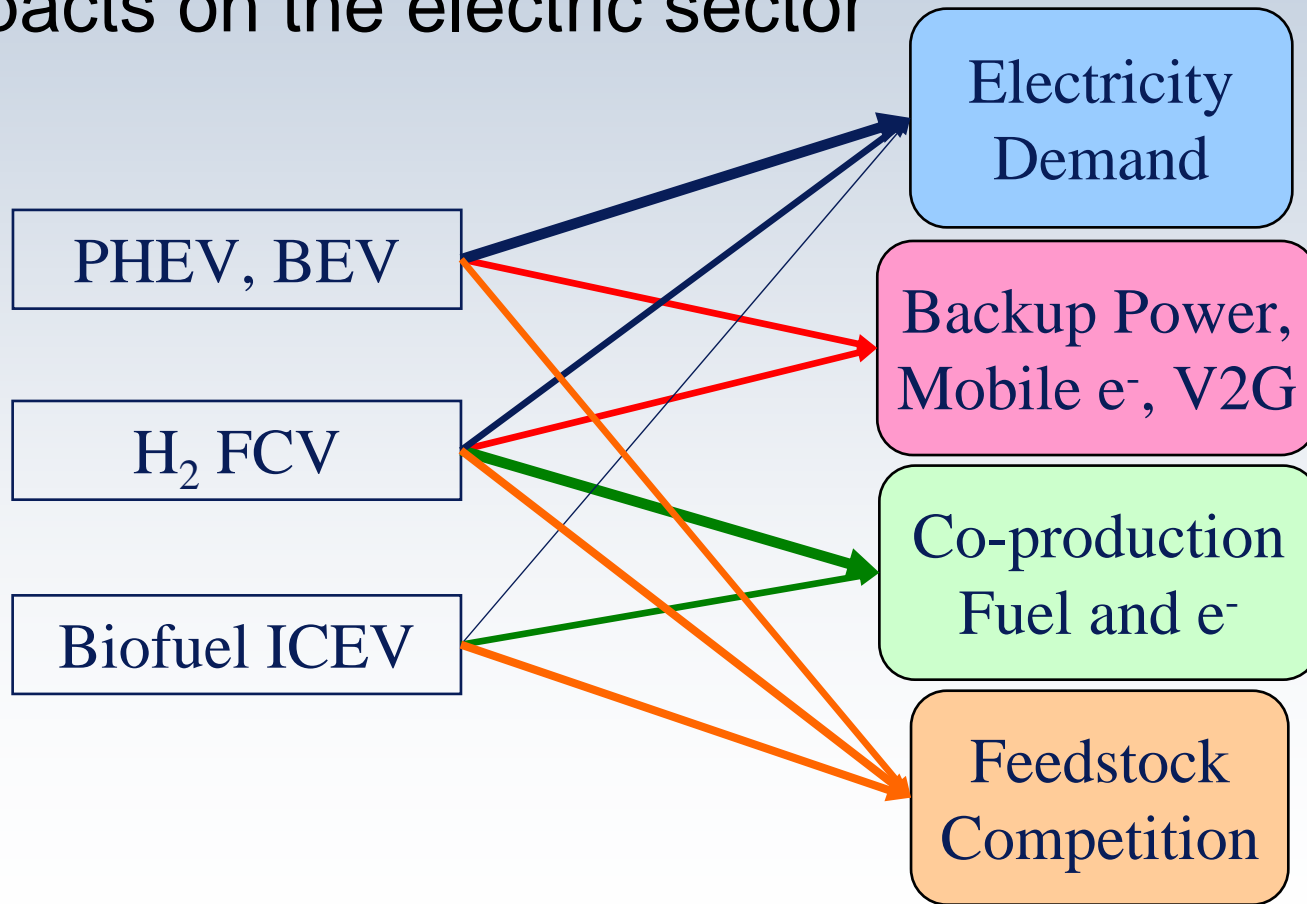 on the electric sector
Electricity
Demand
PHEV, BEV
Backup Power,
Mobile e⁻, V2G
H₂ FCV
Co-production
Fuel and e⁻
Biofuel ICEV
Feedstock
Competition